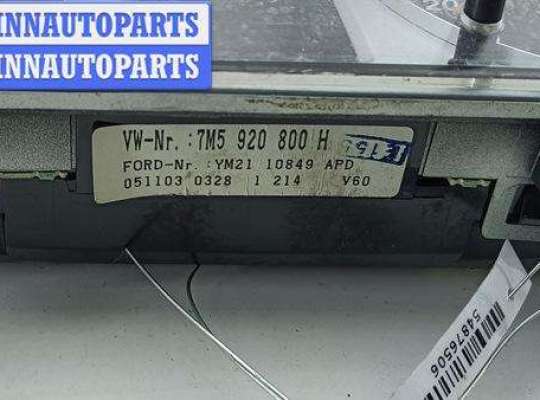 INNAUTOPARTS
INNAUTOPARTS
VW-Nr. :7M5 920 800 H
FORD-Nr. :YM21 10849 APD
051103 0328 1 214 V60
54876506